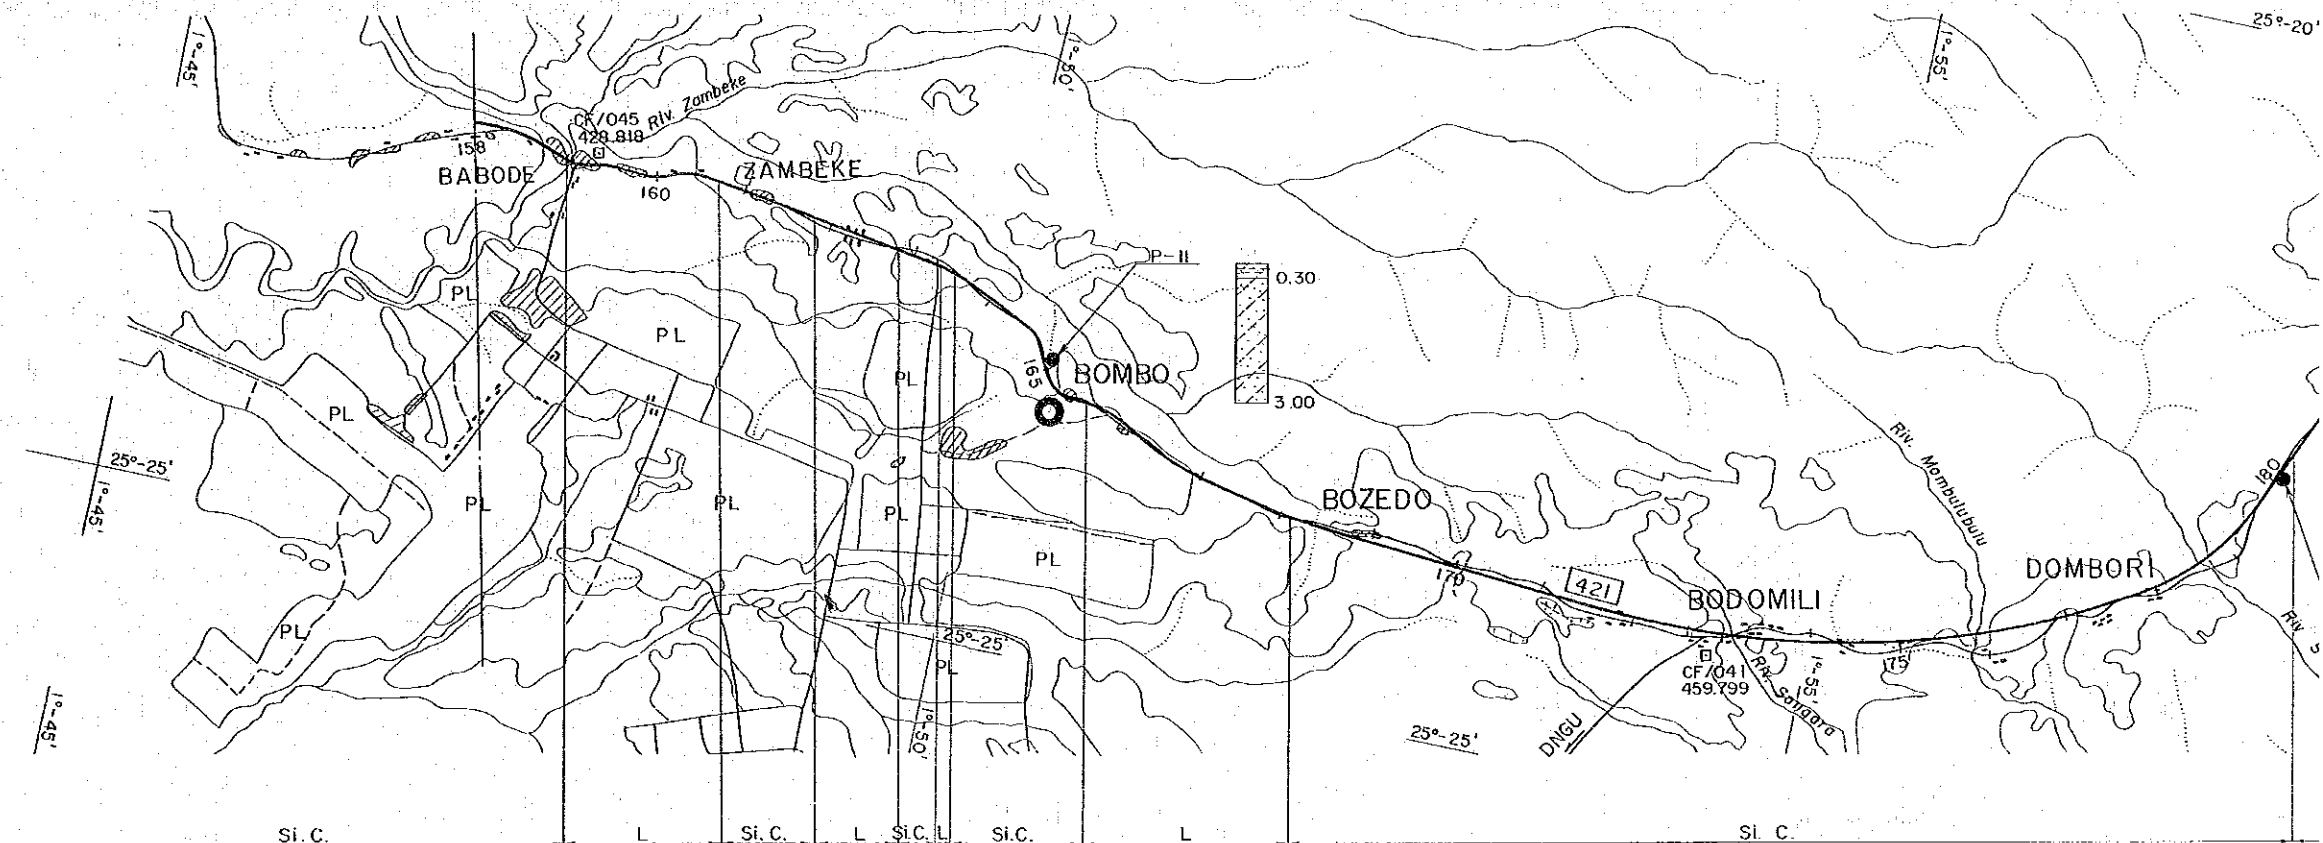 1°-45'
1°-50'
1°-55'
25°-20'
CF/045
428.818
Riv. Zambeke
158
BABODE
160
ZAMBEKE
P-11
0.30
3.00
PL
PL
PL
PL
165
BOMBO
25°-25'
1°-45'
PL
PL
PL
PL
BOZEDO
170
421
Riv. Mambulubulu
180
DOMBORI
BODOMILI
PL
25°-25'
PL
CF/041
459.799
175
1°-55'
Riv. Sangara
Riv
1°-45'
1°-50'
25°-25'
DNGU
Si.C.
L
Si.C.
L
Si.C.
L
Si.C.
L
Si. C.